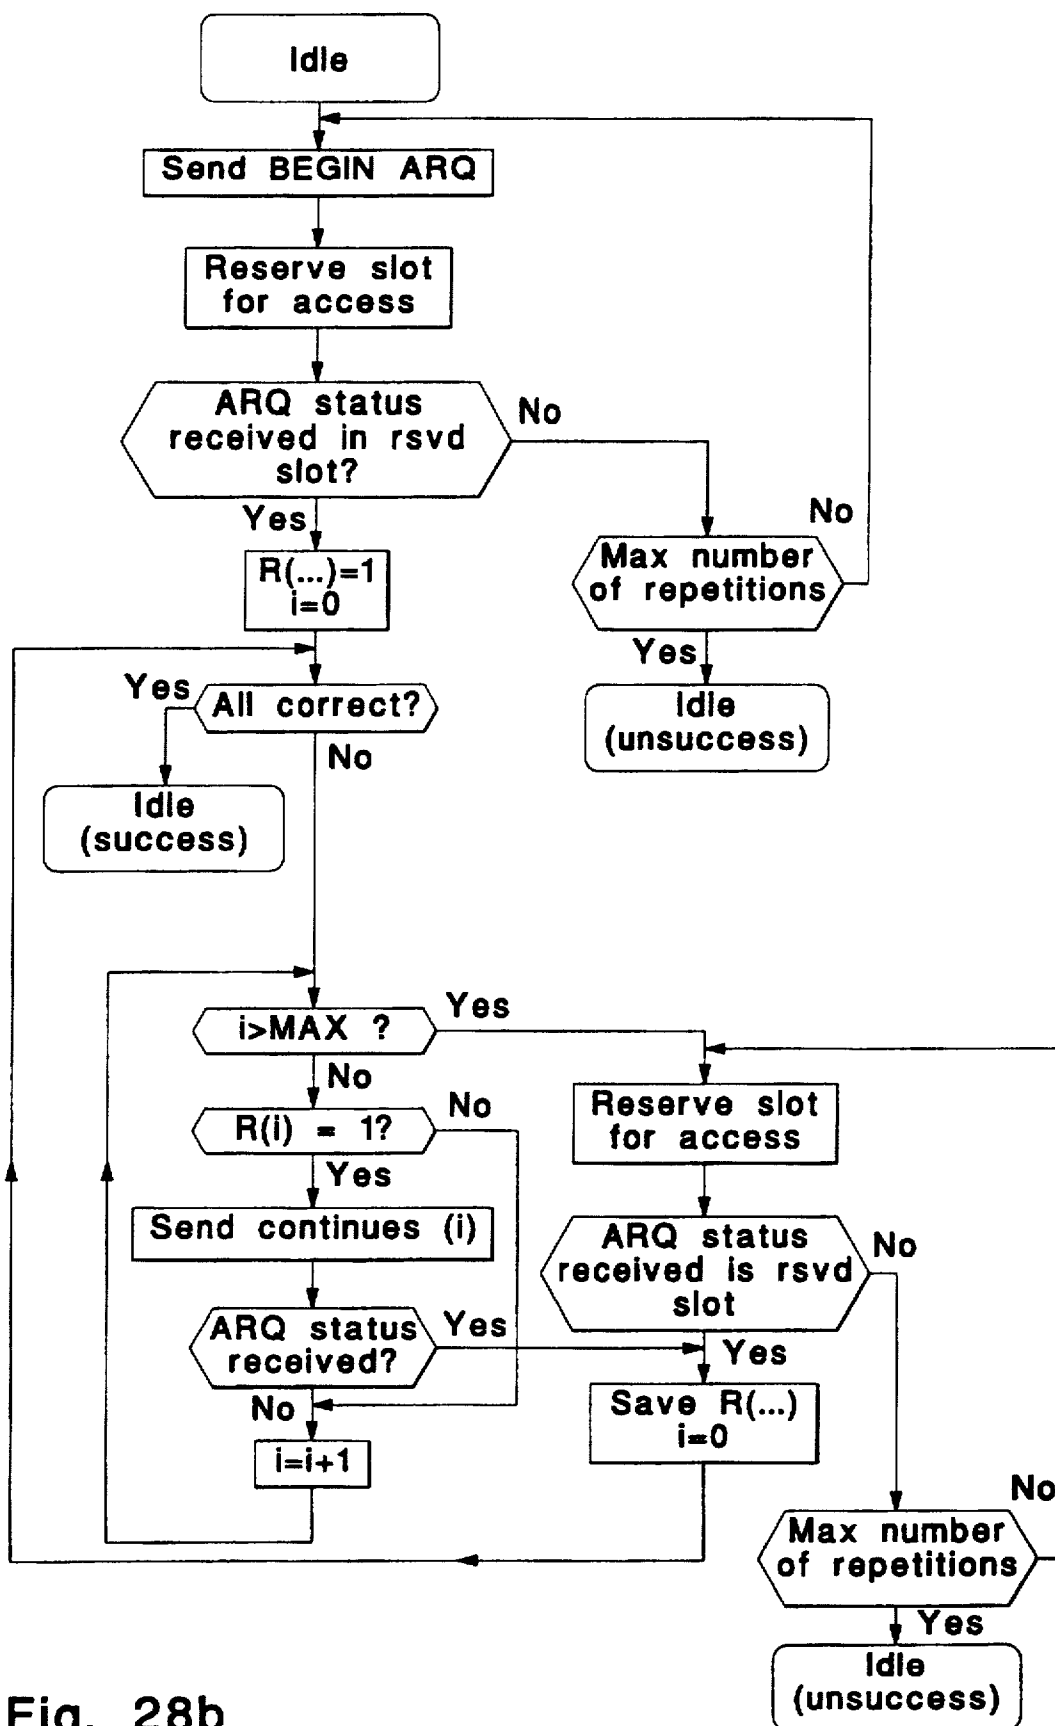 Idle
Send BEGIN ARQ
Reserve slot
for access
ARQ status
received in rsvd
slot?
No
Yes
R(...)=1
i=0
No
Max number
of repetitions
Yes
Idle
(unsuccess)
Yes
All correct?
No
Idle
(success)
i>MAX ?
Yes
No
R(i) = 1?
No
Yes
Send continues (i)
ARQ status
received?
Yes
No
i=i+1
Reserve slot
for access
ARQ status
received is rsvd
slot
No
Yes
Save R(...)
i=0
No
Max number
of repetitions
Yes
Idle
(unsuccess)
Fig. 28b